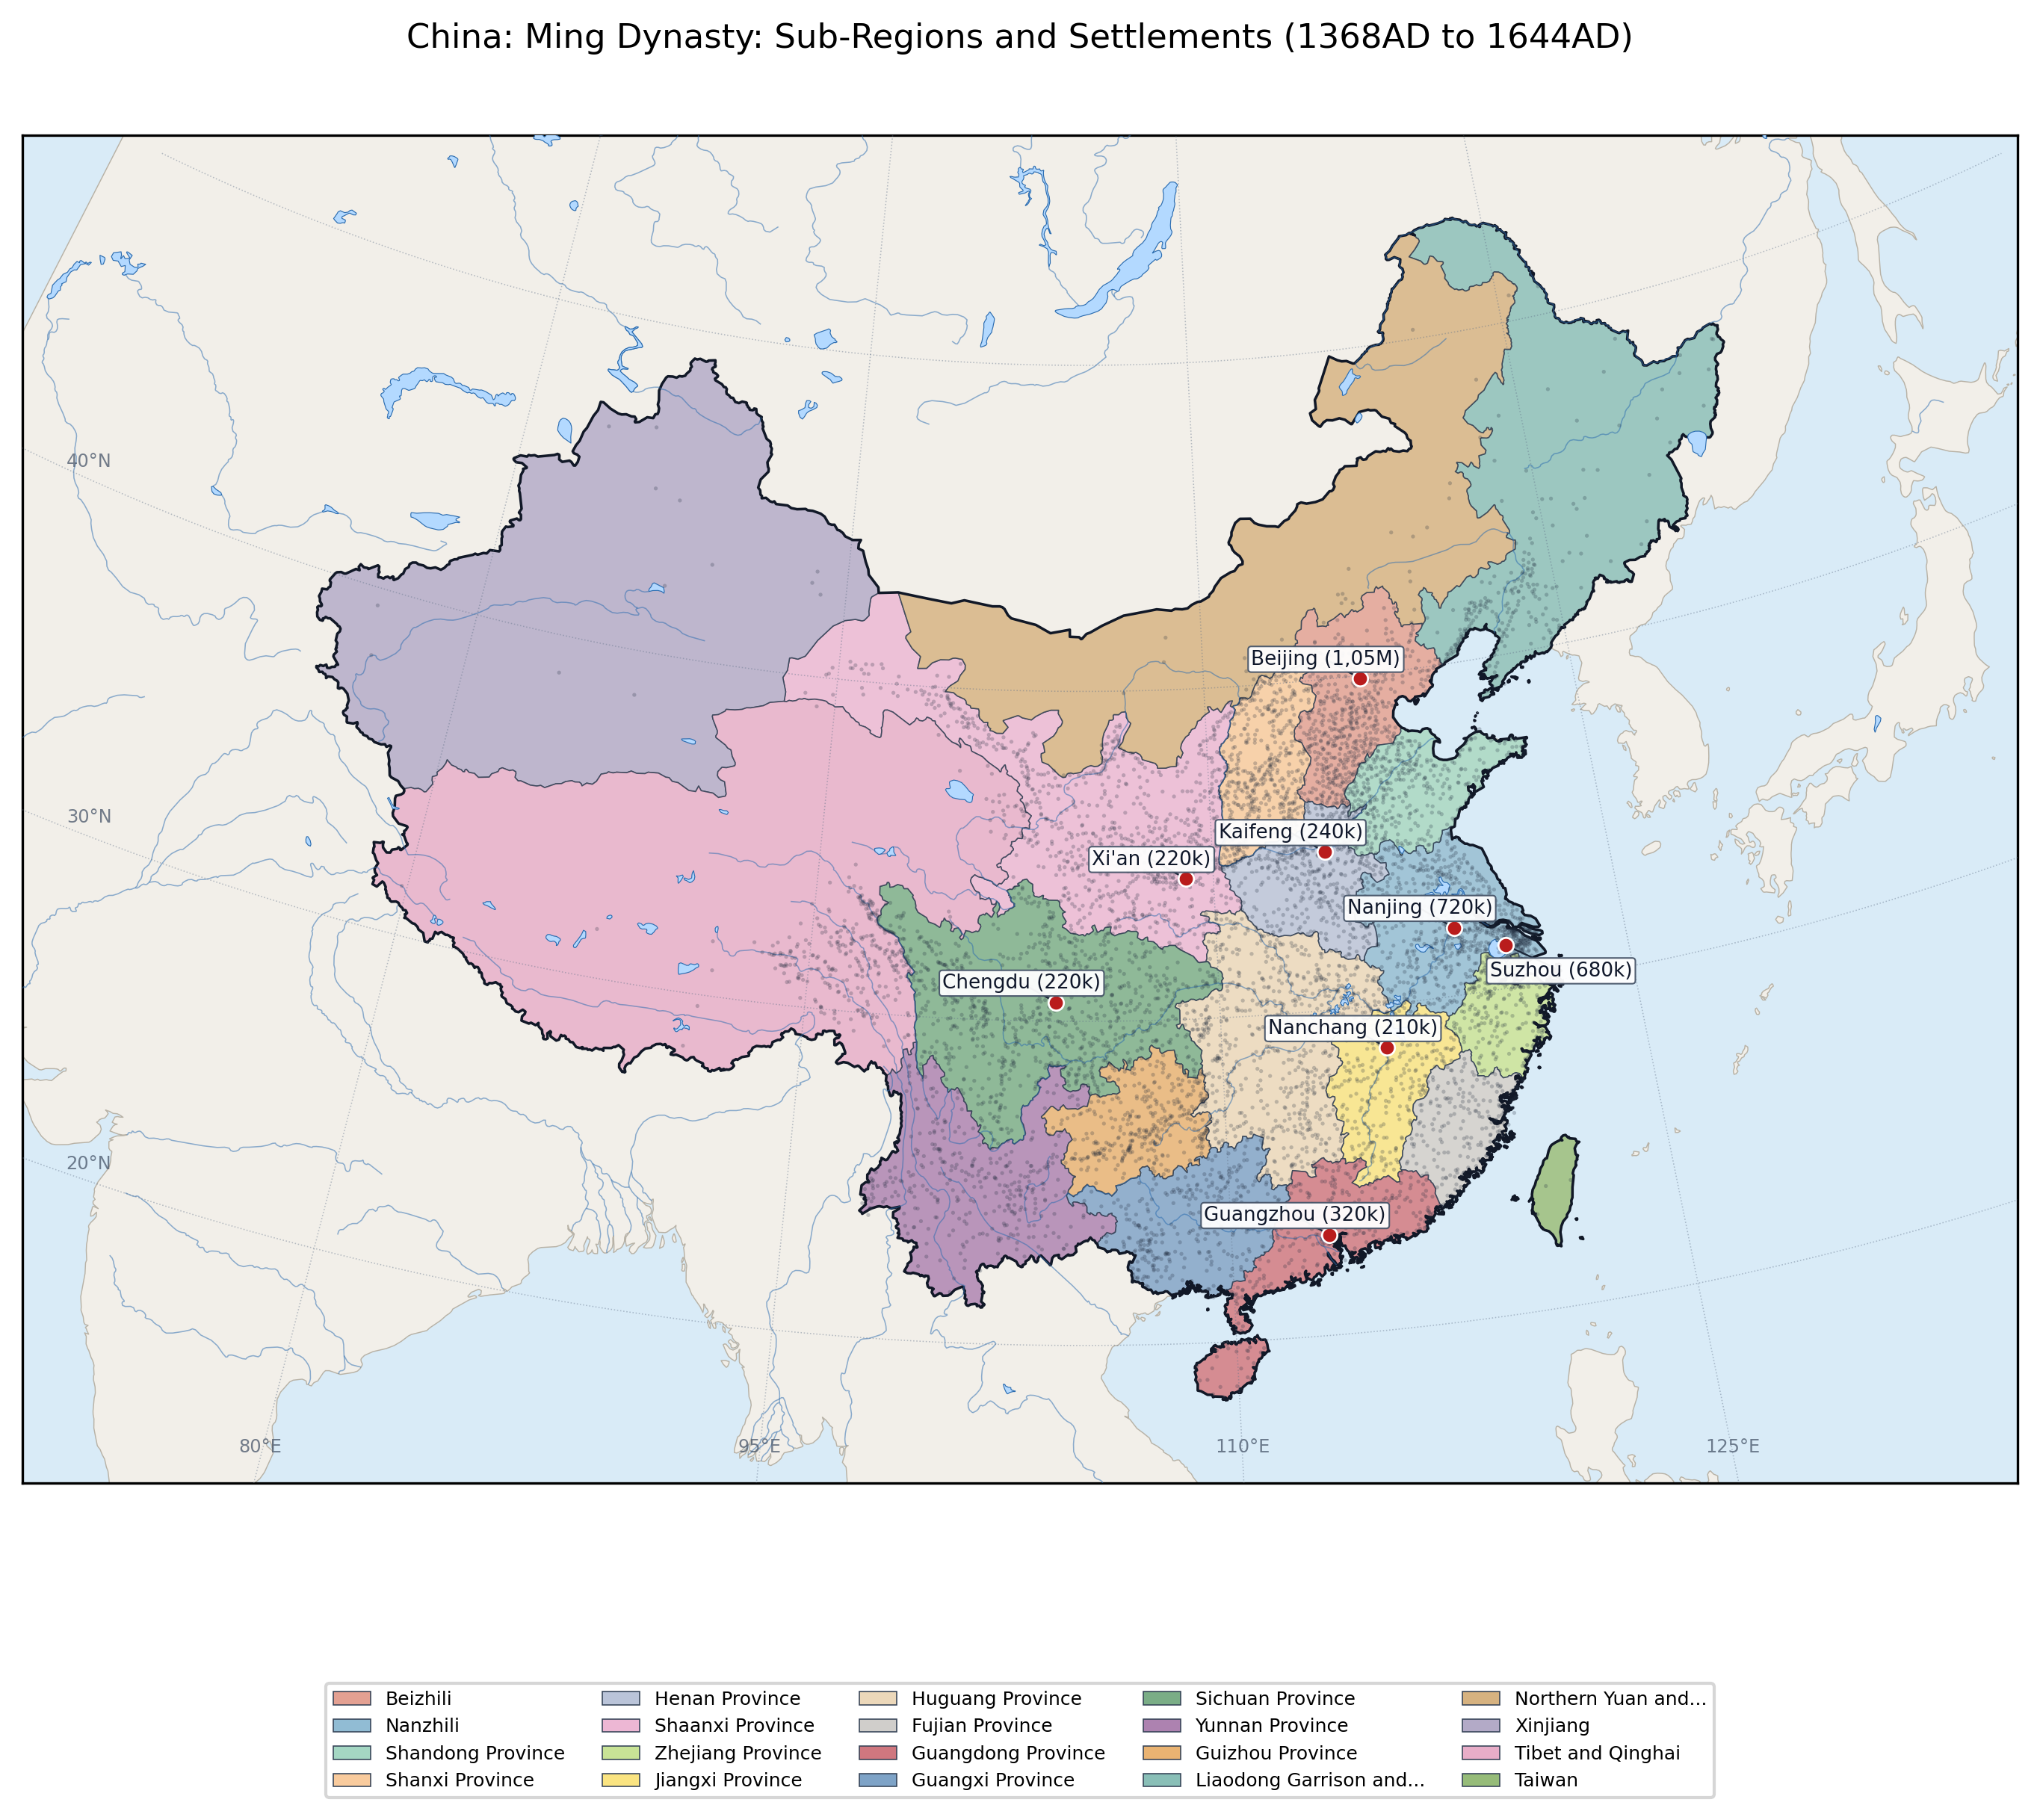 China: Ming Dynasty: Sub-Regions and Settlements (1368AD to 1644AD)
40°N
Beijing (1,05M)
30°N
Kaifeng (240k)
Xi'an (220k)
Nanjing (720k)
Suzhou (680k)
Chengdu (220k)
Nanchang (210k)
20°N
Guangzhou (320k)
80°E
95°E
110°E
125°E
Beizhili
Nanzhili
Shandong Province
Shanxi Province
Henan Province
Shaanxi Province
Zhejiang Province
Jiangxi Province
Huguang Province
Fujian Province
Guangdong Province
Guangxi Province
Sichuan Province
Yunnan Province
Guizhou Province
Liaodong Garrison and...
Northern Yuan and...
Xinjiang
Tibet and Qinghai
Taiwan